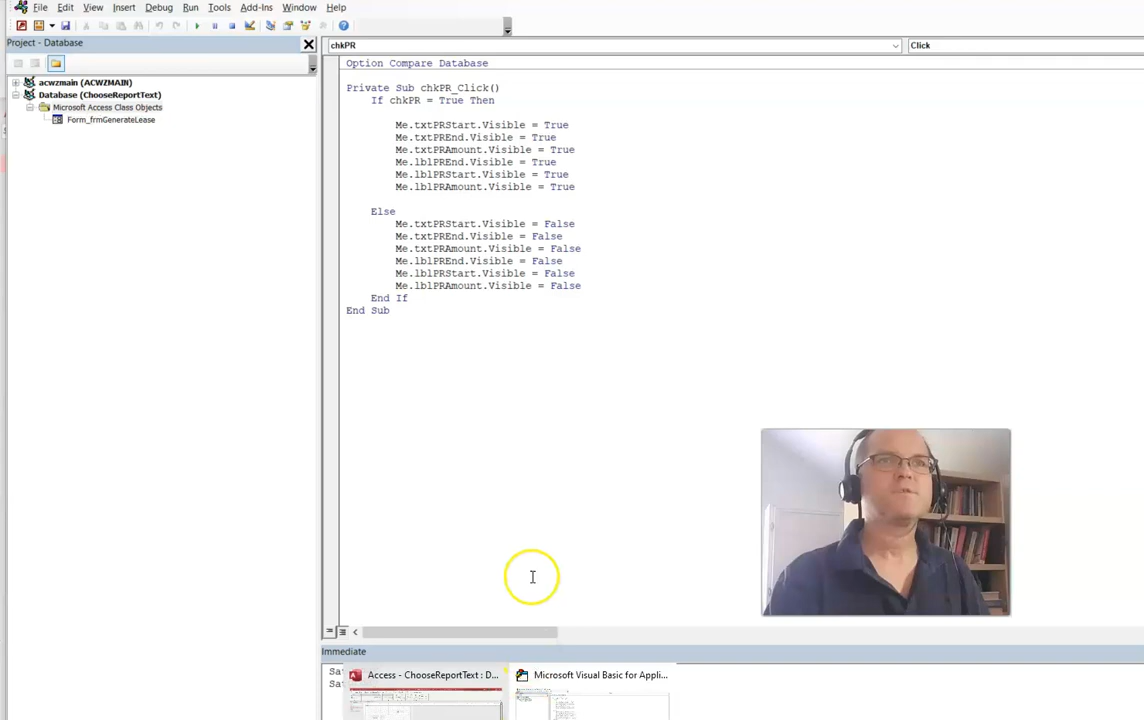 File Edit View Insert Debug Run Tools Add-Ins Window Help
Project - Database
chkPR
Click
acwzmain (ACWZMAIN)
Database (ChooseReportText)
Microsoft Access Class Objects
Form_frmGenerateLease
Option Compare Database
Private Sub chkPR_Click()
If chkPR = True Then
Me.txtPRStart.Visible = True
Me.txtPREnd.Visible = True
Me.txtPRAmount.Visible = True
Me.lblPREnd.Visible = True
Me.lblPRStart.Visible = True
Me.lblPRAmount.Visible = True
Else
Me.txtPRStart.Visible = False
Me.txtPREnd.Visible = False
Me.txtPRAmount.Visible = False
Me.lblPREnd.Visible = False
Me.lblPRStart.Visible = False
Me.lblPRAmount.Visible = False
End If
End Sub
Immediate
Access - ChooseReportText : D...
Microsoft Visual Basic for Appli...